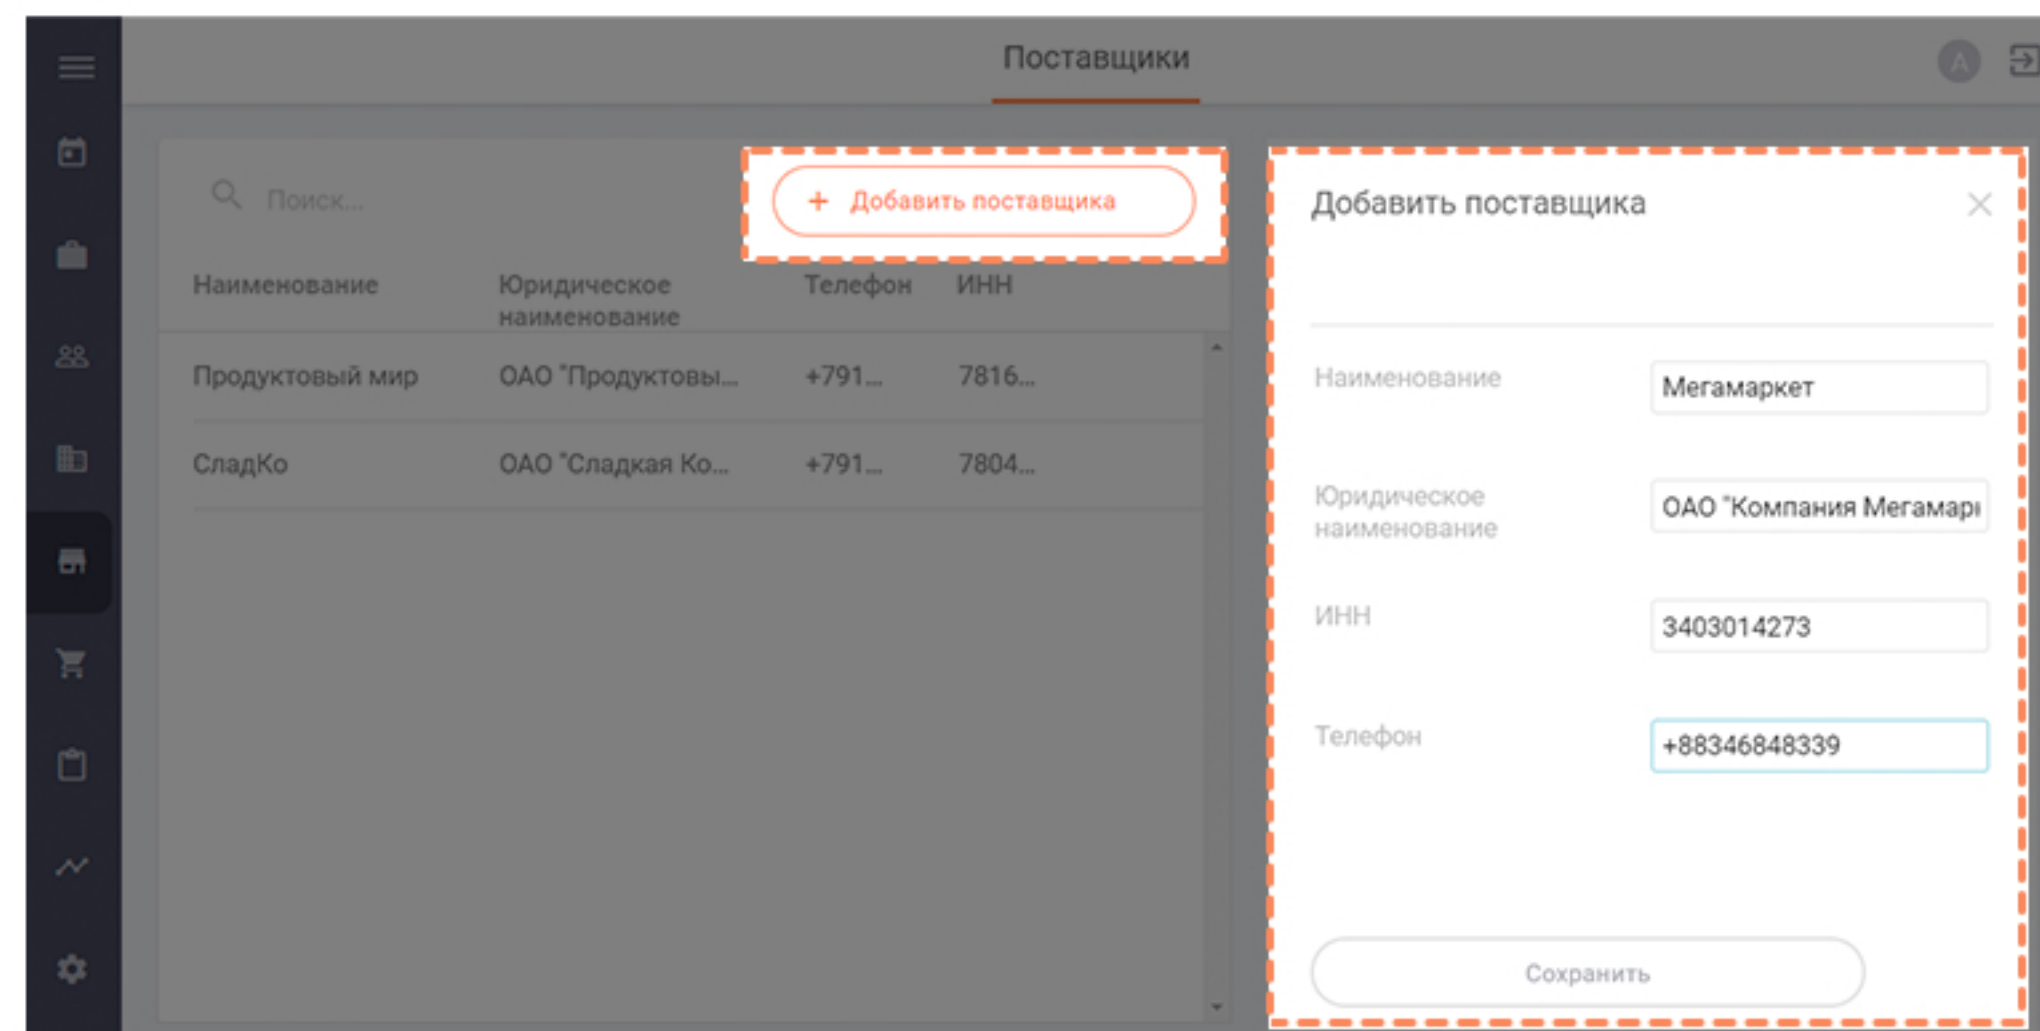 Поставщики
A
Поиск...
+ Добавить поставщика
Наименование Юридическое наименование Телефон ИНН
Продуктовый мир ОАО "Продуктовы... +791... 7816...
СладКо ОАО "Сладкая Ко... +791... 7804...
Добавить поставщика
Наименование Мегамаркет
Юридическое наименование ОАО "Компания Мегамар
ИНН 3403014273
Телефон +88346848339
Сохранить